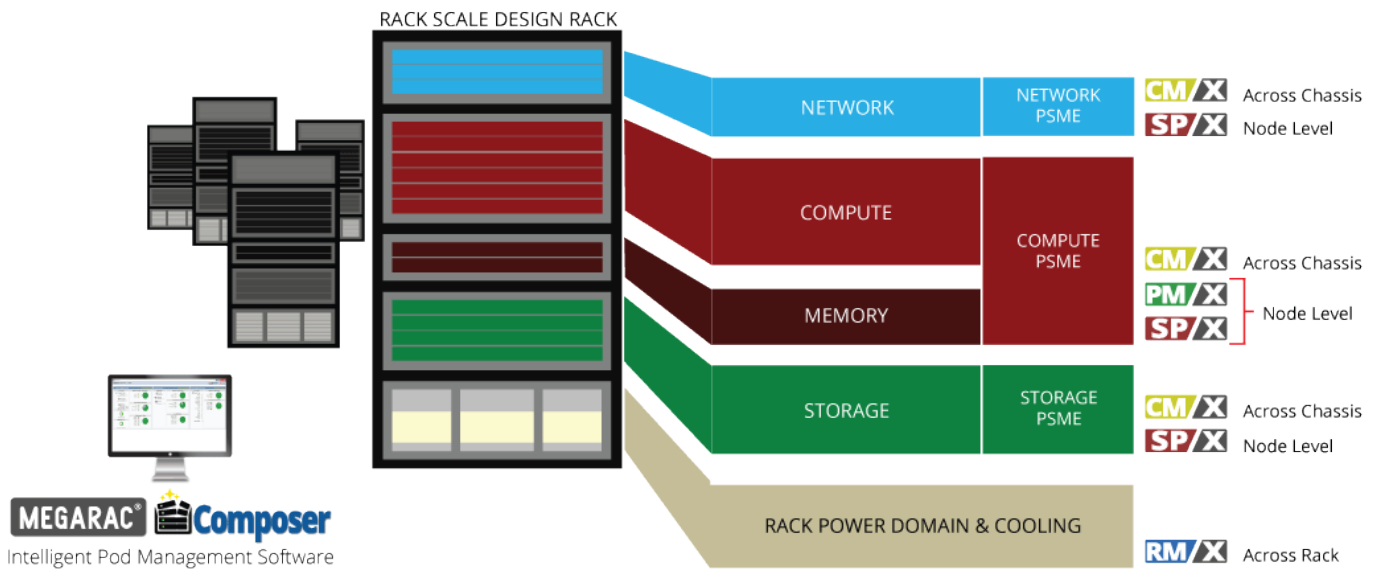 RACK SCALE DESIGN RACK
NETWORK
NETWORK
PSME
CM/X Across Chassis
SP/X Node Level
COMPUTE
COMPUTE
PSME
MEMORY
CM/X Across Chassis
PM/X
Node Level
SP/X
STORAGE
STORAGE
PSME
CM/X Across Chassis
SP/X Node Level
RACK POWER DOMAIN & COOLING
RM/X Across Rack
MEGARAC® Composer
Intelligent Pod Management Software